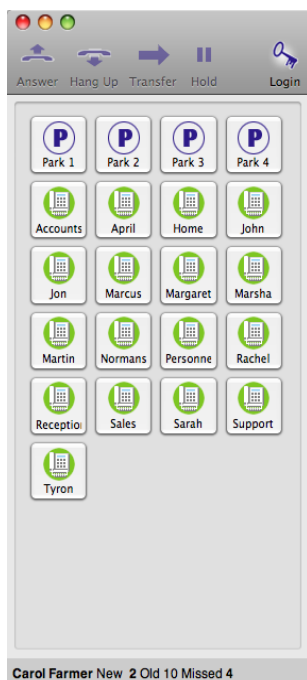 Answer Hang Up Transfer Hold Login
P P P P
Park 1 Park 2 Park 3 Park 4
Accounts April Home John
Jon Marcus Margaret Marsha
Martin Normans Personne Rachel
Receptio Sales Sarah Support
Tyron
Carol Farmer New 2 Old 10 Missed 4